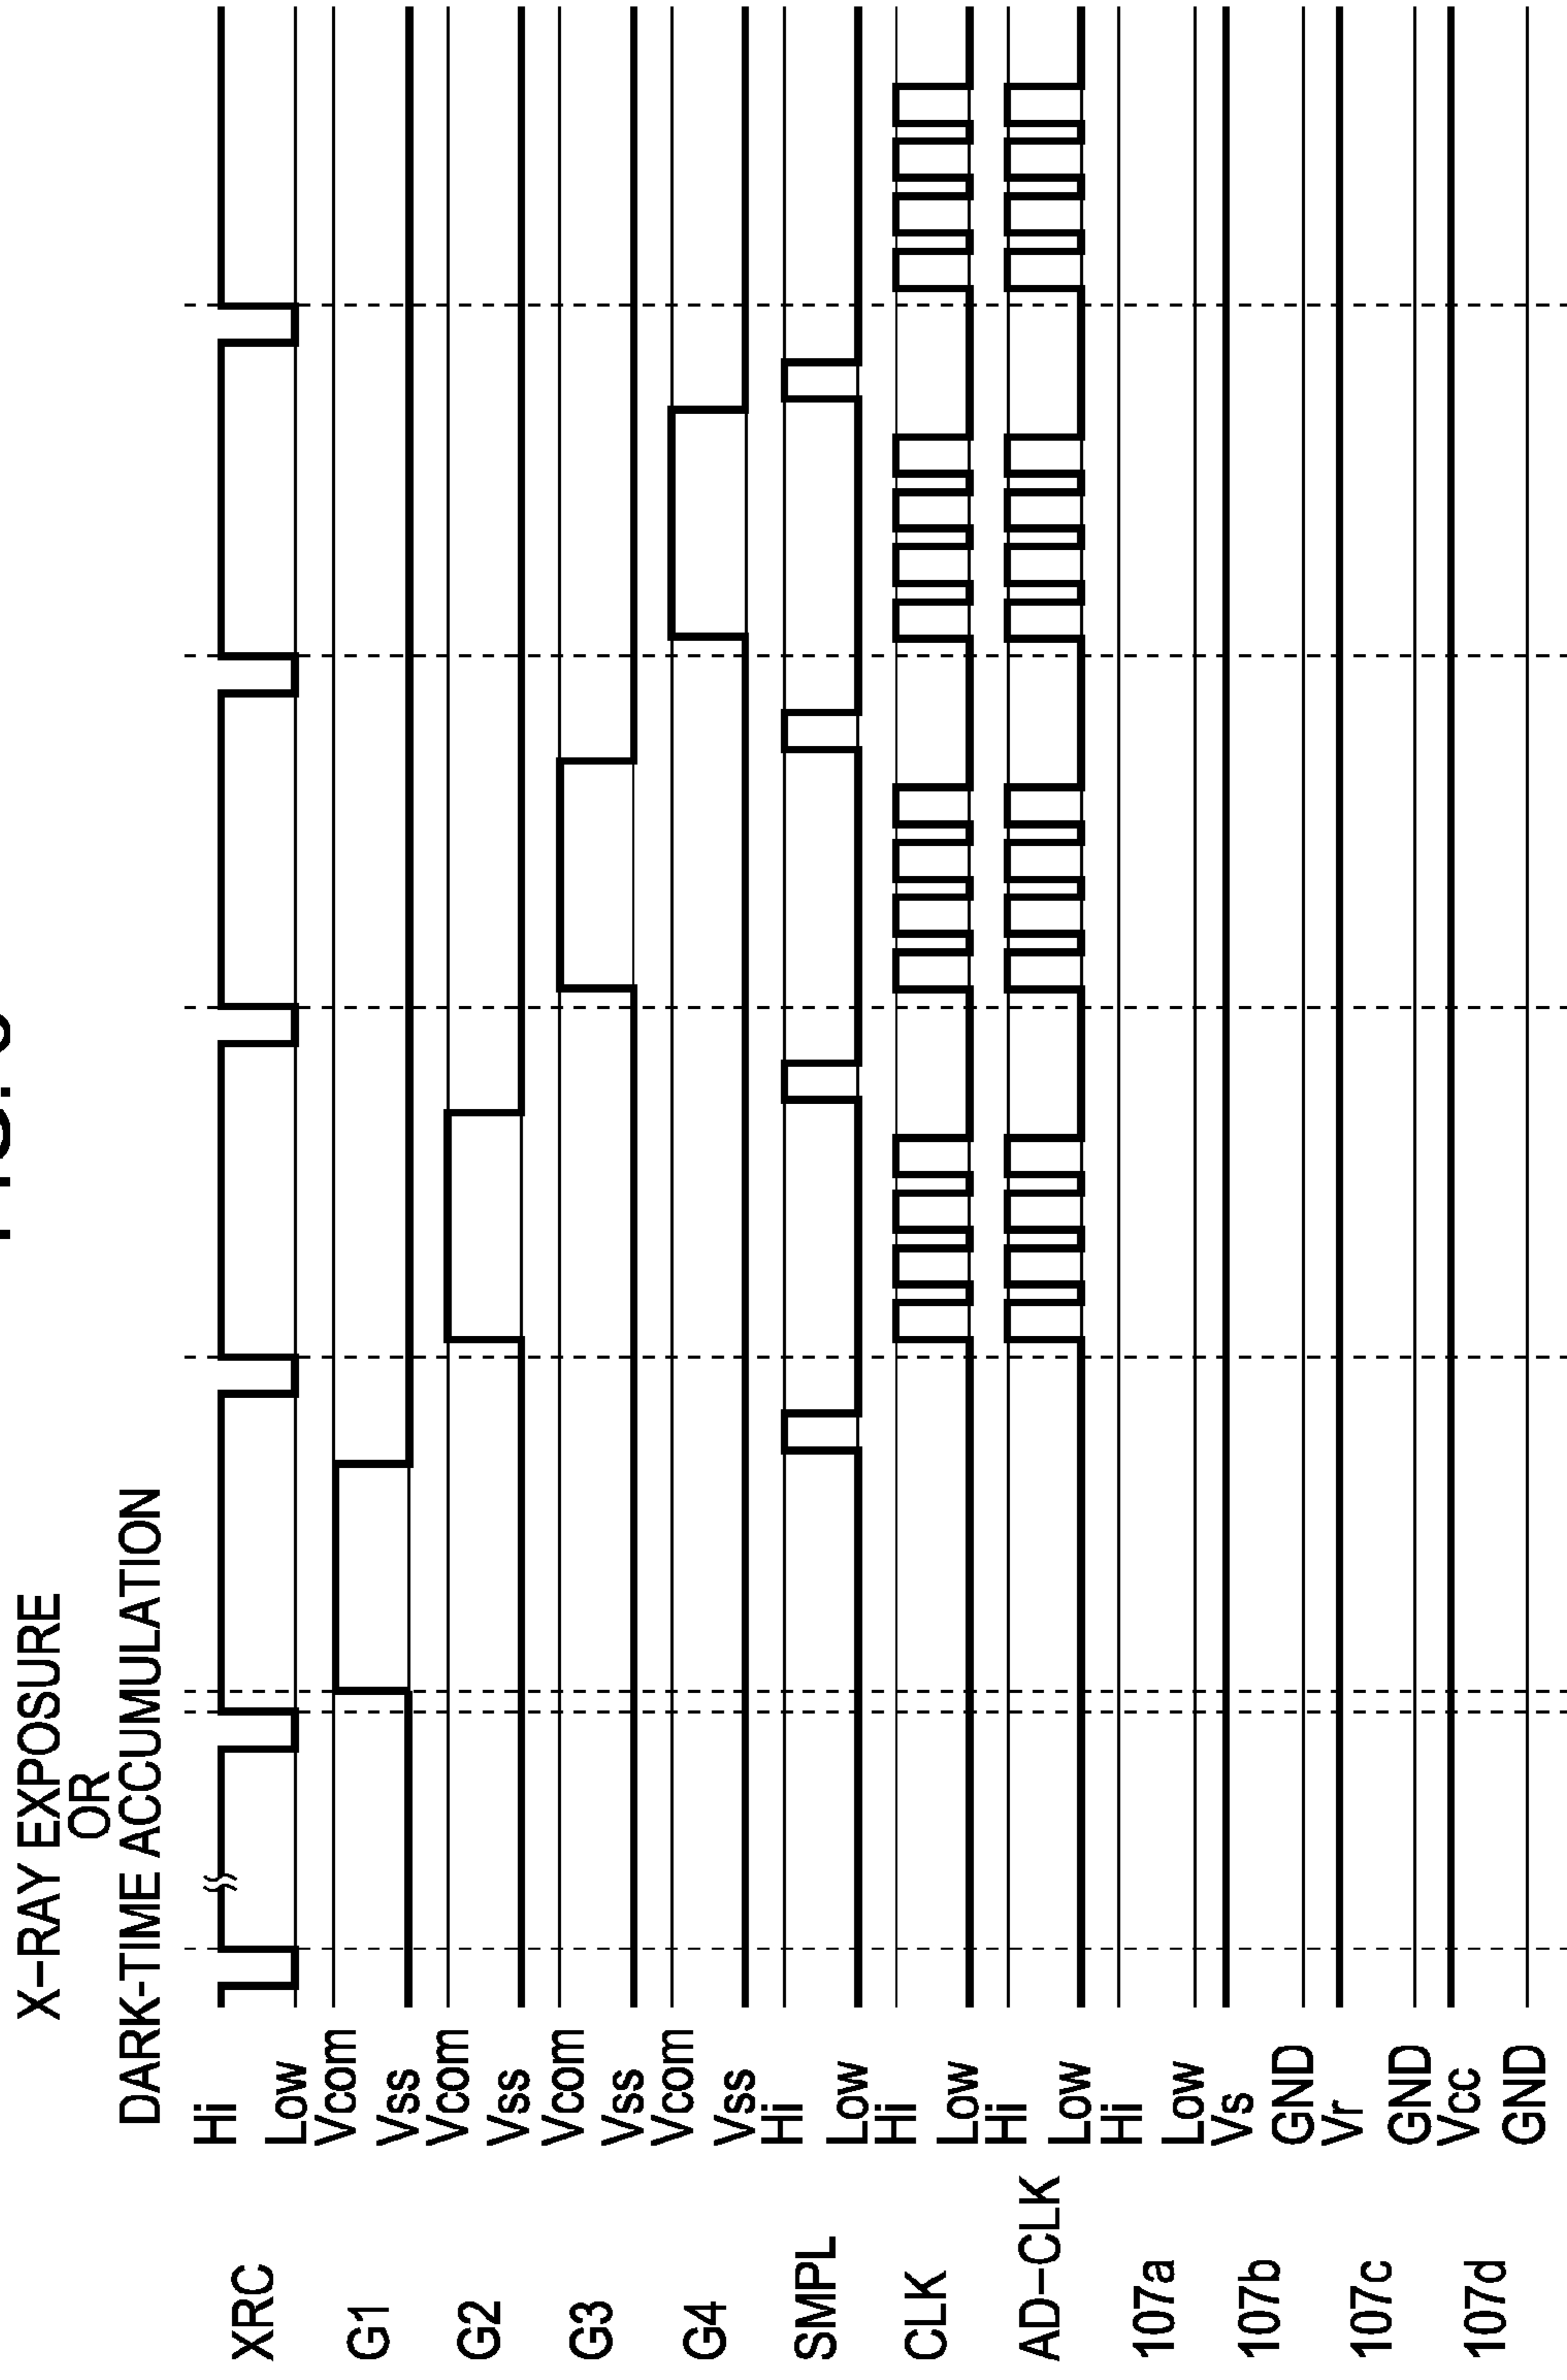 X-RAY EXPOSURE
OR
DARK-TIME ACCUMULATION
XRC
Hi
Low
G1
Vcom
Vss
G2
Vcom
Vss
G3
Vcom
Vss
G4
Vcom
Vss
SMPL
Hi
Low
CLK
Hi
Low
AD-CLK
Hi
Low
107a
Hi
Low
107b
Vs
GND
107c
Vr
GND
107d
Vcc
GND